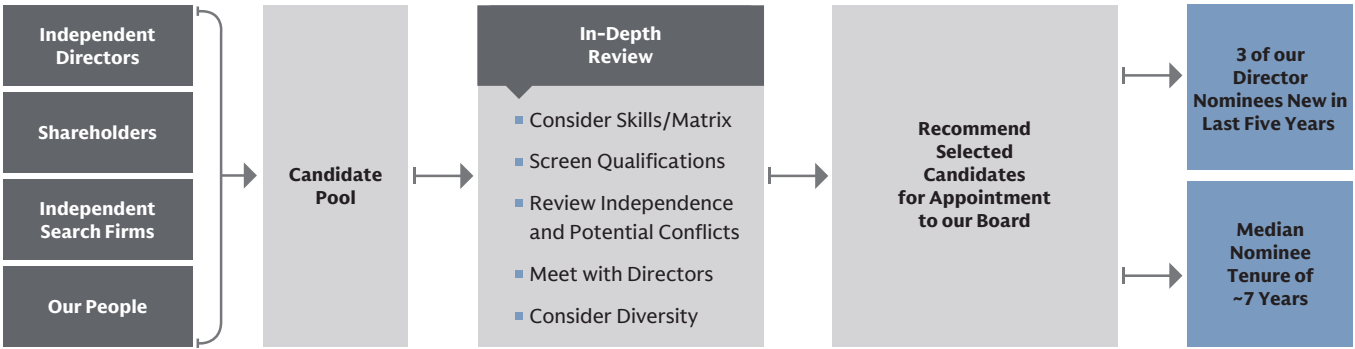 Independent
Directors
Shareholders
Independent
Search Firms
Our People
Candidate
Pool
In-Depth
Review
Consider Skills/Matrix
Screen Qualifications
Review Independence
and Potential Conflicts
Meet with Directors
Consider Diversity
Recommend
Selected
Candidates
for Appointment
to our Board
3 of our
Director
Nominees New in
Last Five Years
Median
Nominee
Tenure of
~7 Years